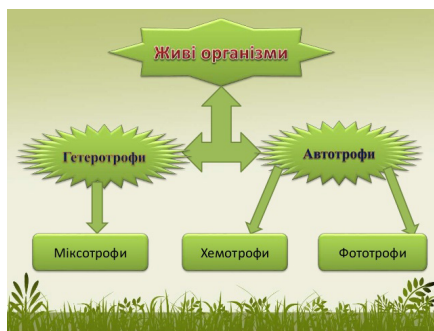 Живі організми
Гетеротрофи
Автотрофи
Міксотрофи
Хемотрофи
Фототрофи